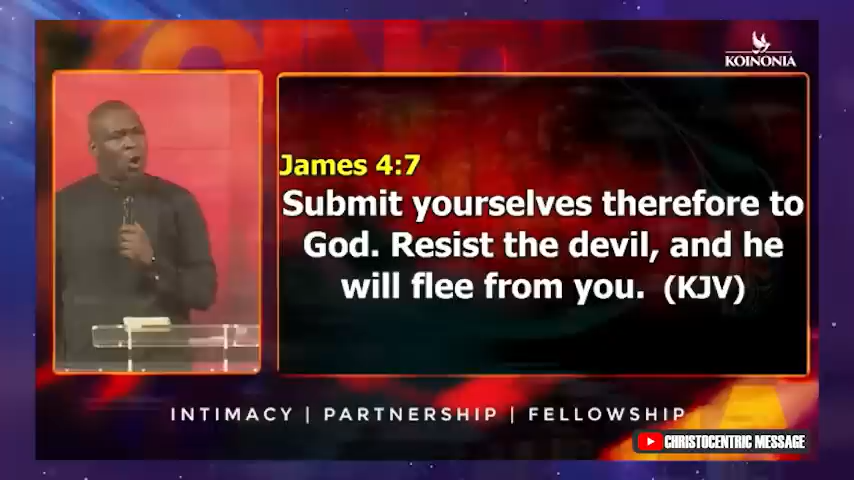 KOINONIA
James 4:7
Submit yourselves therefore to
God. Resist the devil, and he
will flee from you. (KJV)
INTIMACY | PARTNERSHIP | FELLOWSHIP
CHRISTOCENTRIC MESSAGE